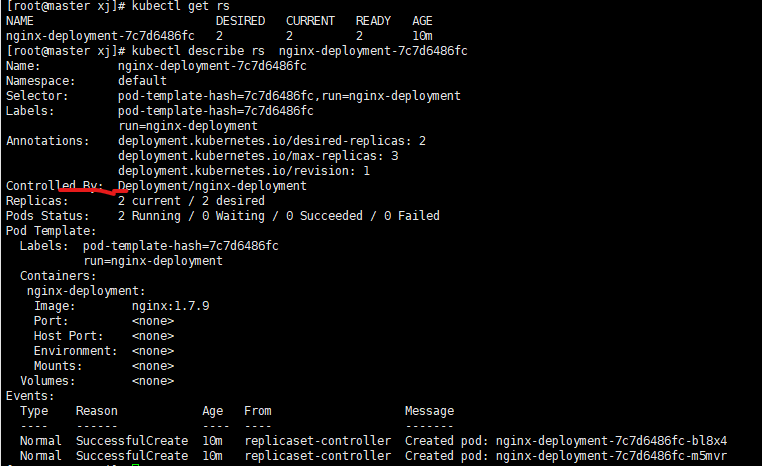 [root@master xj]# kubectl get rs
NAME                          DESIRED   CURRENT   READY   AGE
nginx-deployment-7c7d6486fc   2         2         2       10m
[root@master xj]# kubectl describe rs  nginx-deployment-7c7d6486fc
Name:           nginx-deployment-7c7d6486fc
Namespace:      default
Selector:       pod-template-hash=7c7d6486fc,run=nginx-deployment
Labels:         pod-template-hash=7c7d6486fc
                run=nginx-deployment
Annotations:    deployment.kubernetes.io/desired-replicas: 2
                deployment.kubernetes.io/max-replicas: 3
                deployment.kubernetes.io/revision: 1
Controlled By:  Deployment/nginx-deployment
Replicas:       2 current / 2 desired
Pods Status:    2 Running / 0 Waiting / 0 Succeeded / 0 Failed
Pod Template:
  Labels:  pod-template-hash=7c7d6486fc
           run=nginx-deployment
  Containers:
   nginx-deployment:
    Image:        nginx:1.7.9
    Port:         <none>
    Host Port:    <none>
    Environment:  <none>
    Mounts:       <none>
  Volumes:        <none>
Events:
  Type    Reason            Age   From                   Message
  ----    ------            ----  ----                   -------
  Normal  SuccessfulCreate  10m   replicaset-controller  Created pod: nginx-deployment-7c7d6486fc-bl8x4
  Normal  SuccessfulCreate  10m   replicaset-controller  Created pod: nginx-deployment-7c7d6486fc-m5mvr